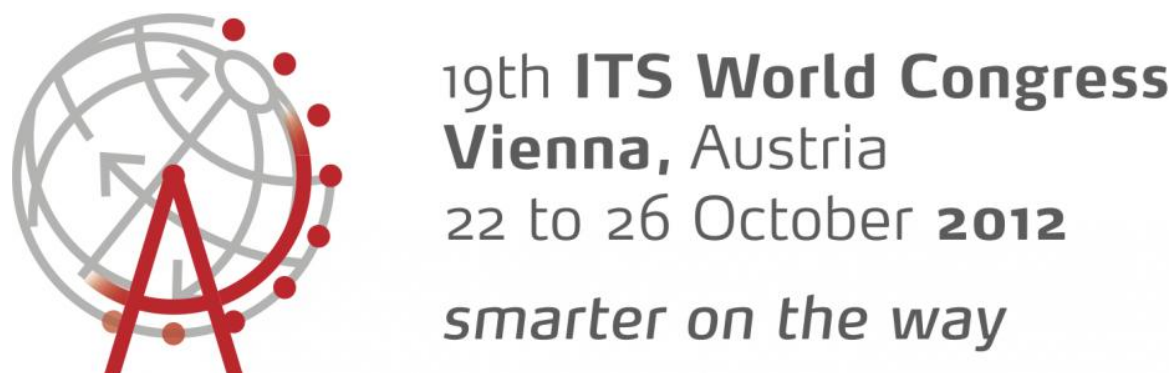 19th ITS World Congress
Vienna, Austria
22 to 26 October 2012
smarter on the way